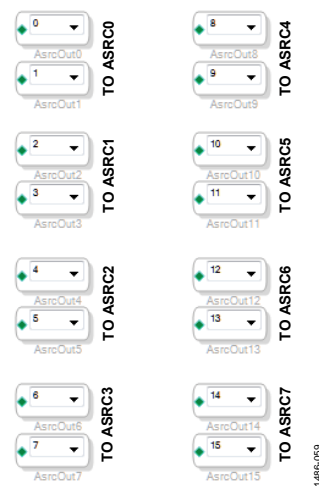 0
AsrcOut0
1
AsrcOut1
TO ASRC0
2
AsrcOut2
3
AsrcOut3
TO ASRC1
4
AsrcOut4
5
AsrcOut5
TO ASRC2
6
AsrcOut6
7
AsrcOut7
TO ASRC3
8
AsrcOut8
9
AsrcOut9
TO ASRC4
10
AsrcOut10
11
AsrcOut11
TO ASRC5
12
AsrcOut12
13
AsrcOut13
TO ASRC6
14
AsrcOut14
15
AsrcOut15
TO ASRC7